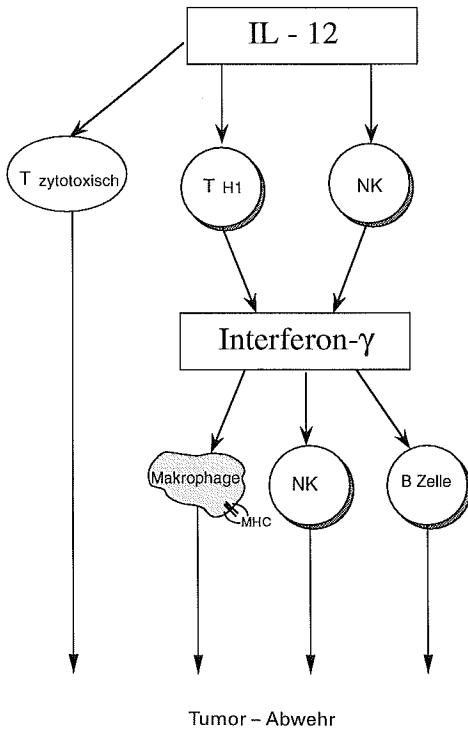 IL - 12
T zytotoxisch
T H1
NK
Interferon-γ
Makrophage
MHC
NK
B Zelle
Tumor – Abwehr